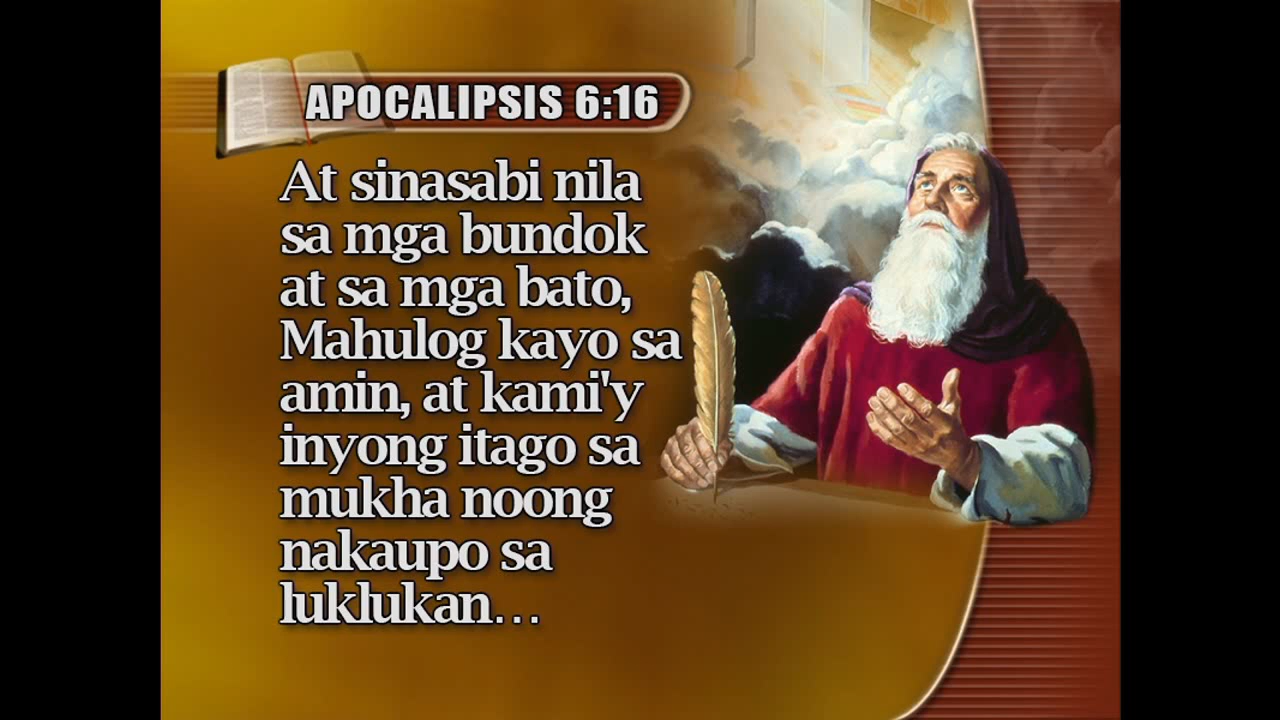 APOCALIPSIS 6:16
At sinasabi nila
sa mga bundok
at sa mga bato,
Mahulog kayo sa
amin, at kami'y
inyong itago sa
mukha noong
nakaupo sa
luklukan...